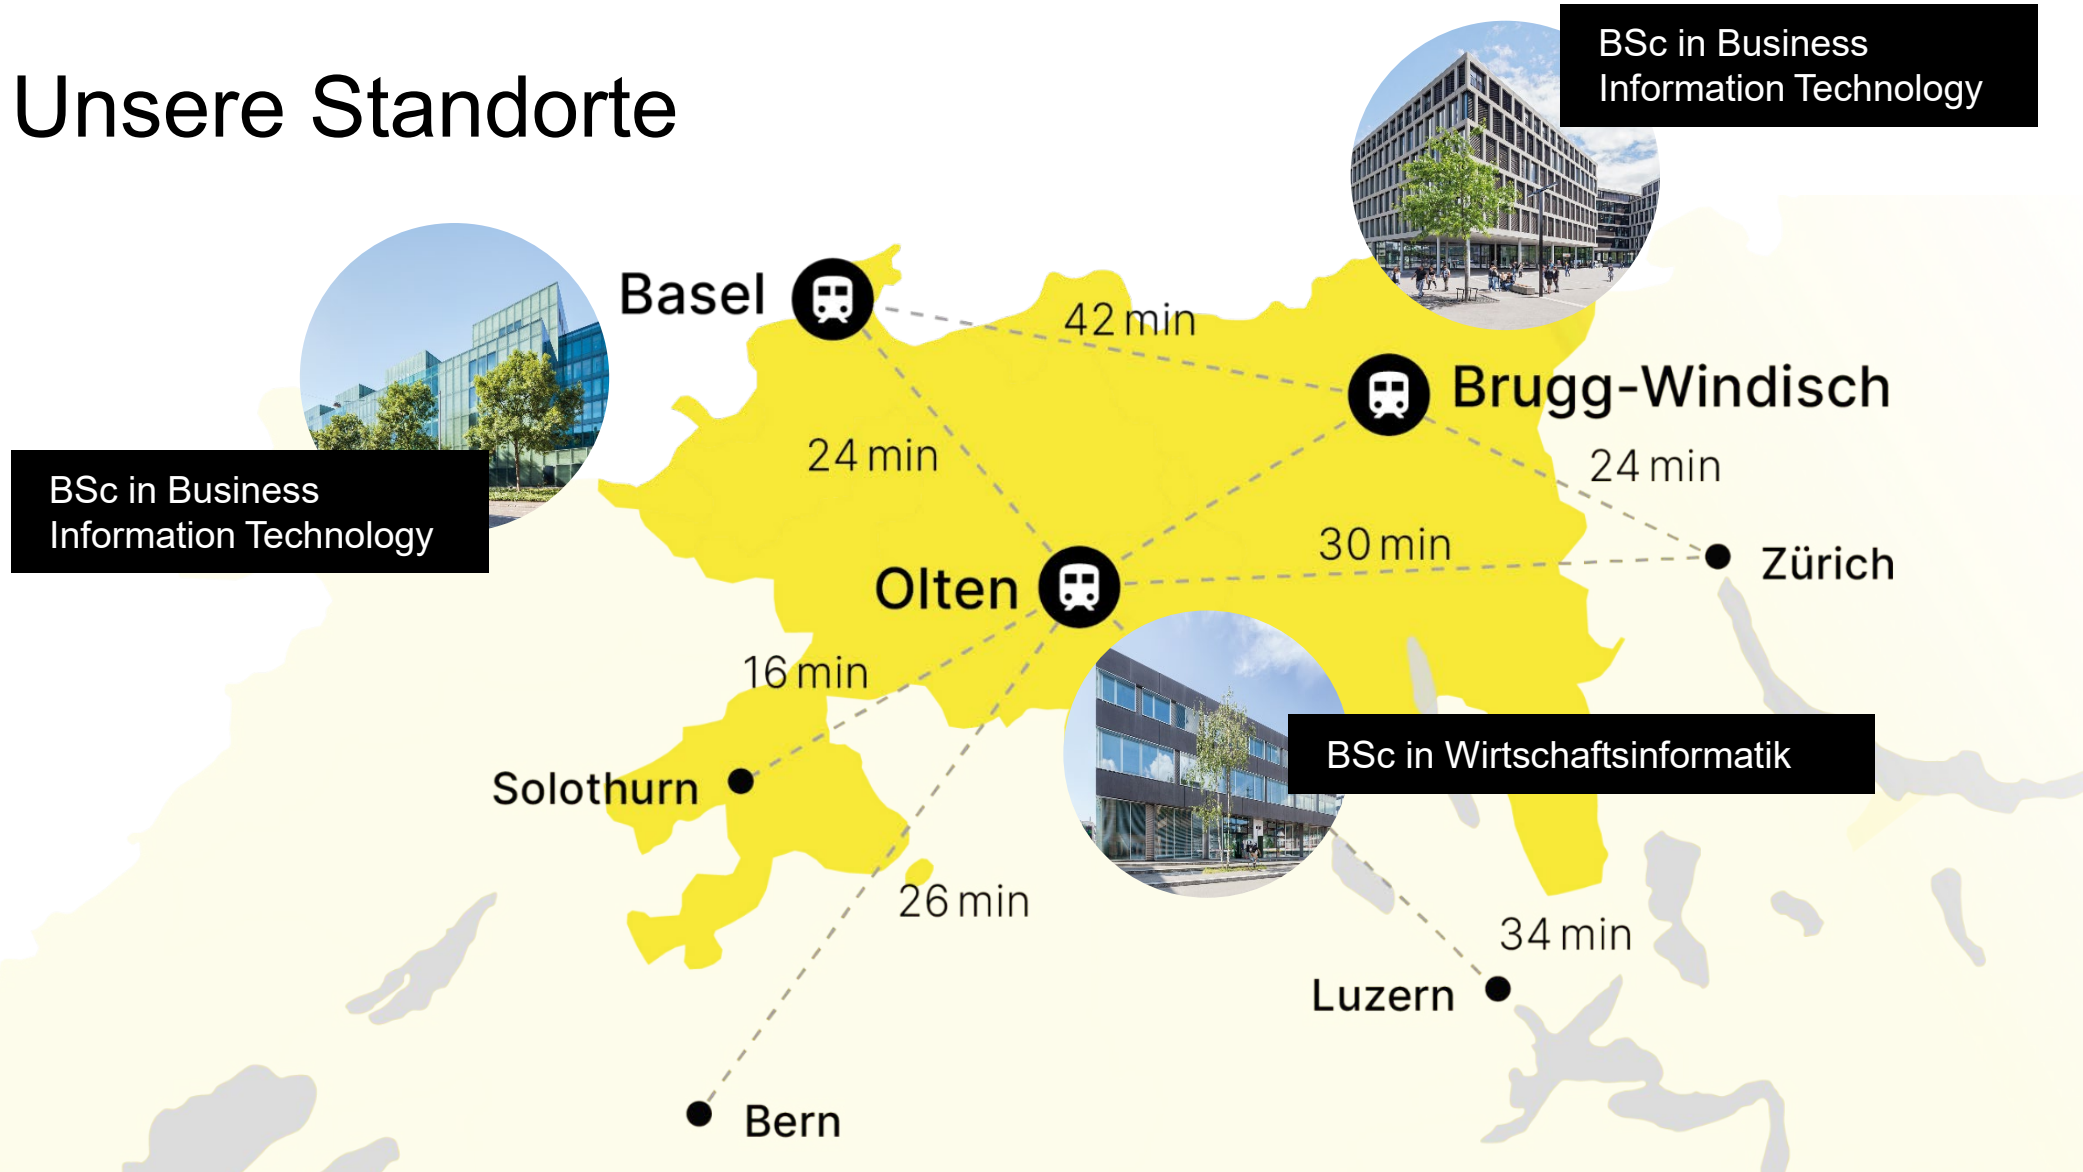 Unsere Standorte
BSc in Business
Information Technology
Basel
42 min
Brugg-Windisch
24 min
24 min
BSc in Business
Information Technology
30 min
Zürich
Olten
16 min
BSc in Wirtschaftsinformatik
Solothurn
26 min
34 min
Luzern
Bern